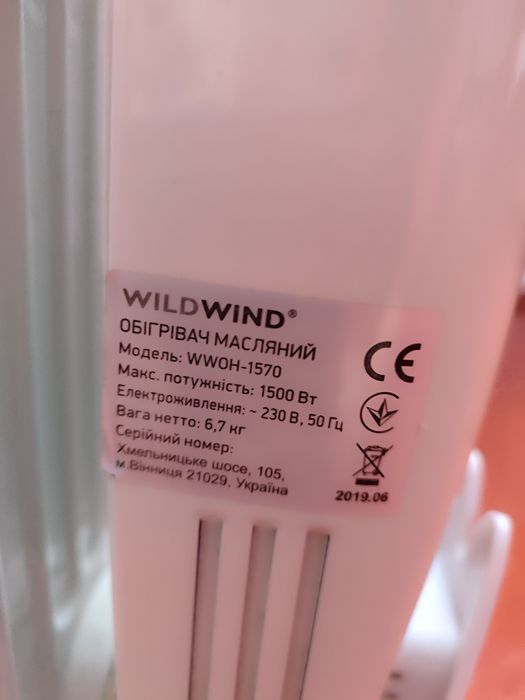 WILDWIND®
ОБІГРІВАЧ МАСЛЯНИЙ
Модель: WWOH-1570
Макс. потужність: 1500 Вт
Електроживлення: ~ 230 В, 50 Гц
Вага нетто: 6,7 кг
Серійний номер:
Хмельницьке шосе, 105,
м.Вінниця 21029, Україна
CE
2019.06